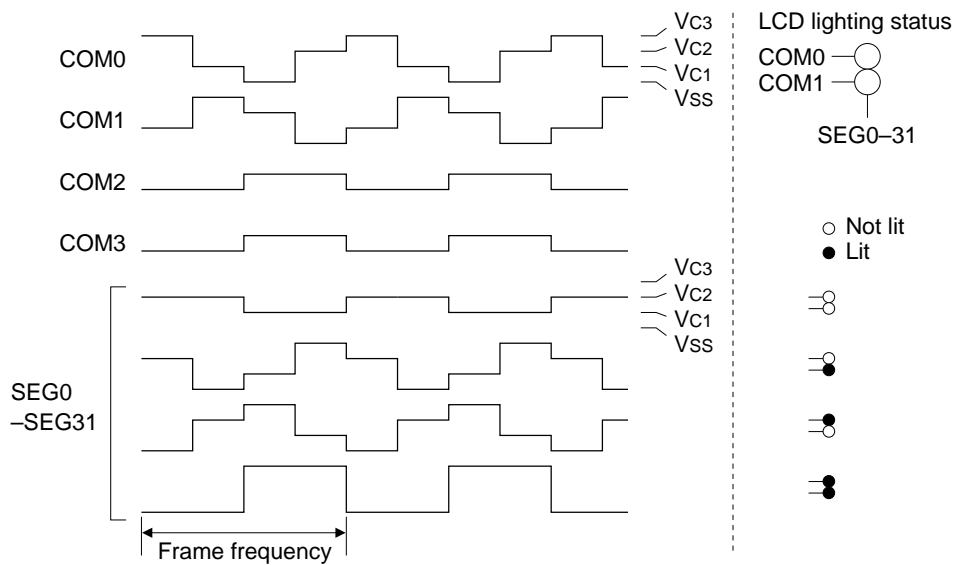 COM0
VC3
VC2
VC1
VSS
COM1
COM2
COM3
VC3
VC2
VC1
VSS
SEG0
–SEG31
Frame frequency
LCD lighting status
COM0
COM1
SEG0–31
Not lit
Lit